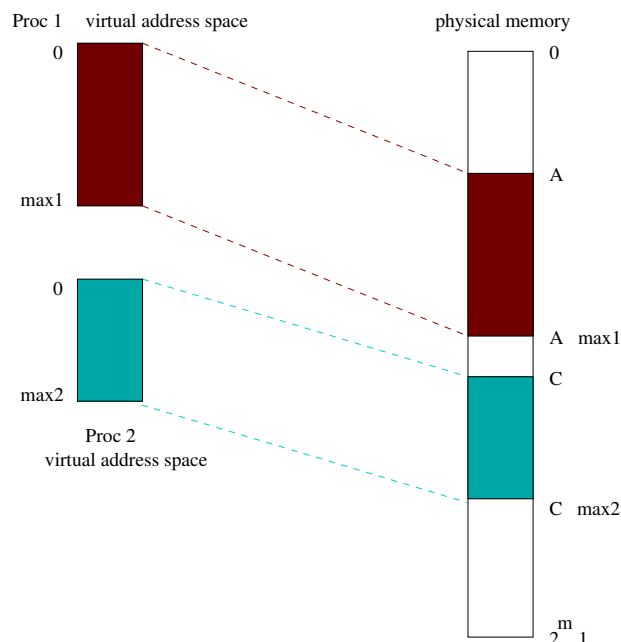 Proc 1 virtual address space
0
max1
0
max2
Proc 2
virtual address space
physical memory
0
A
A max1
C
C max2
2^m 1